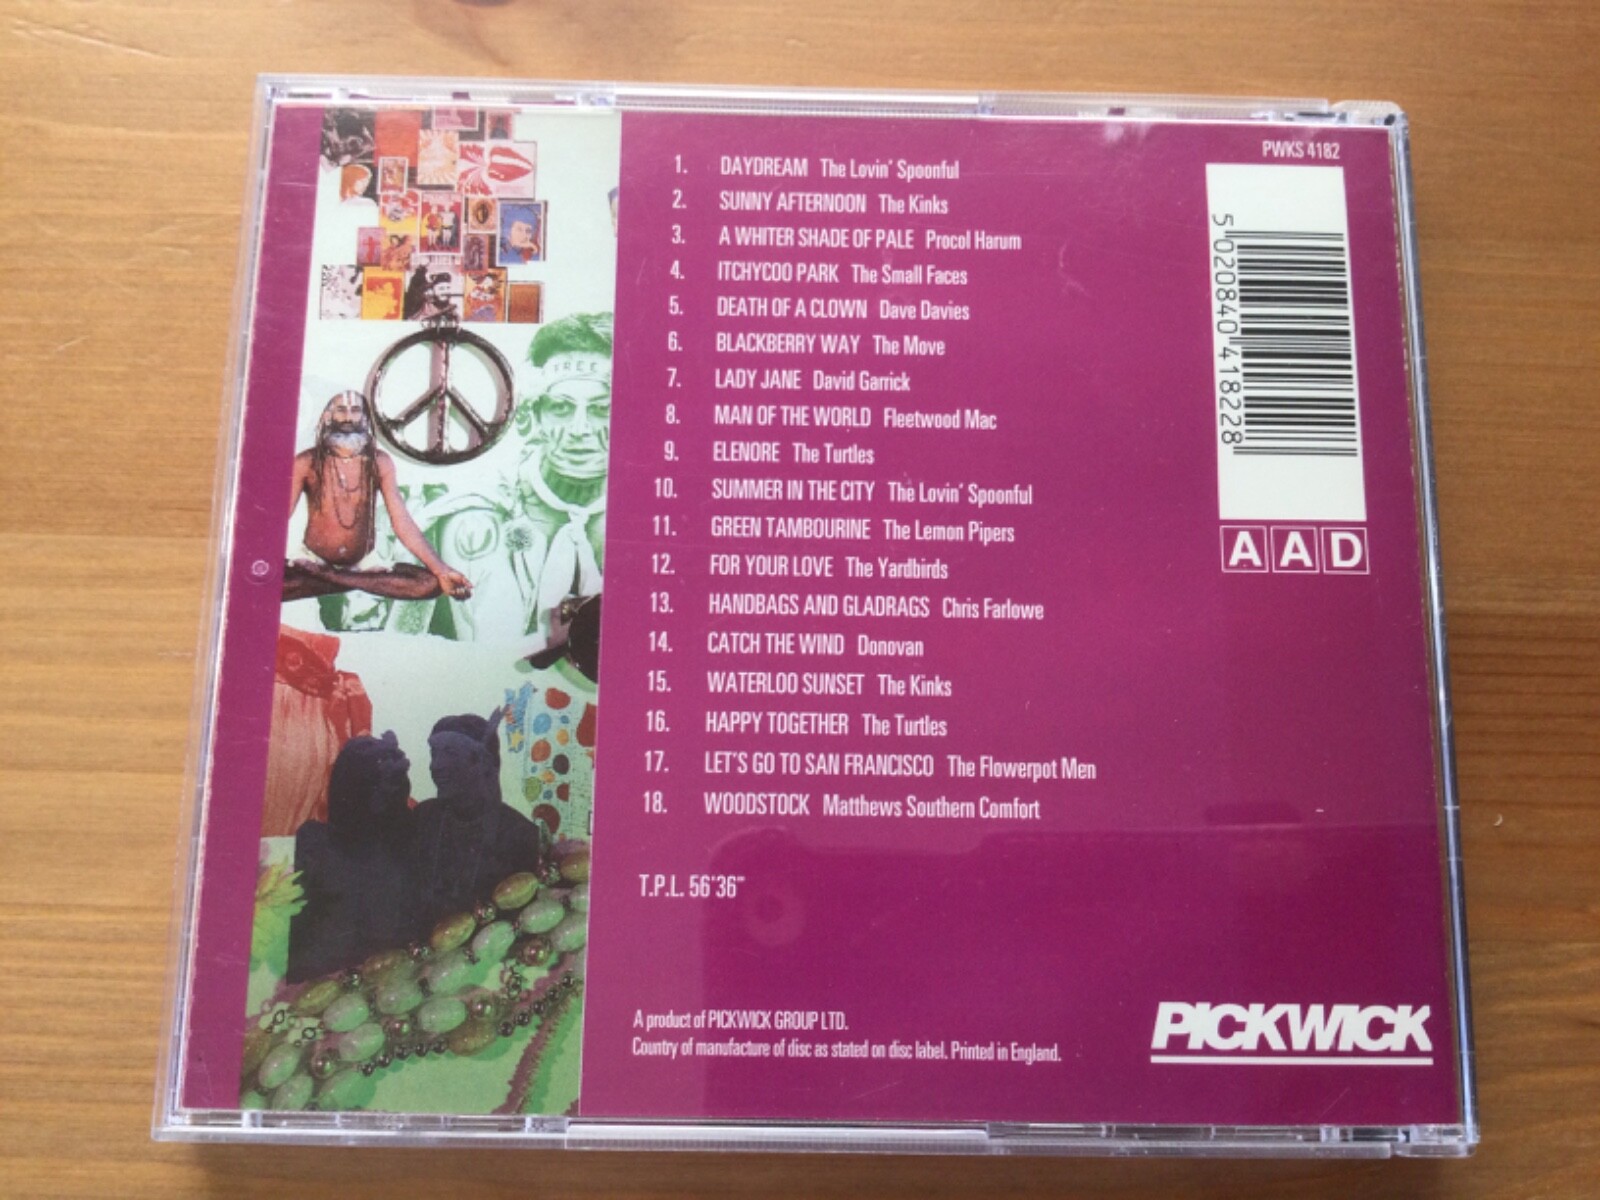 PWKS 4182
1. DAYDREAM The Lovin' Spoonful
2. SUNNY AFTERNOON The Kinks
3. A WHITER SHADE OF PALE Procol Harum
4. ITCHYCOO PARK The Small Faces
5. DEATH OF A CLOWN Dave Davies
6. BLACKBERRY WAY The Move
7. LADY JANE David Garrick
8. MAN OF THE WORLD Fleetwood Mac
9. ELENORE The Turtles
10. SUMMER IN THE CITY The Lovin' Spoonful
11. GREEN TAMBOURINE The Lemon Pipers
12. FOR YOUR LOVE The Yardbirds
13. HANDBAGS AND GLADRAGS Chris Farlowe
14. CATCH THE WIND Donovan
15. WATERLOO SUNSET The Kinks
16. HAPPY TOGETHER The Turtles
17. LET'S GO TO SAN FRANCISCO The Flowerpot Men
18. WOODSTOCK Matthews Southern Comfort
T.P.L. 56'36"
A product of PICKWICK GROUP LTD.
Country of manufacture of disc as stated on disc label. Printed in England.
5 020840 418228
AAD
PICKWICK
FREE